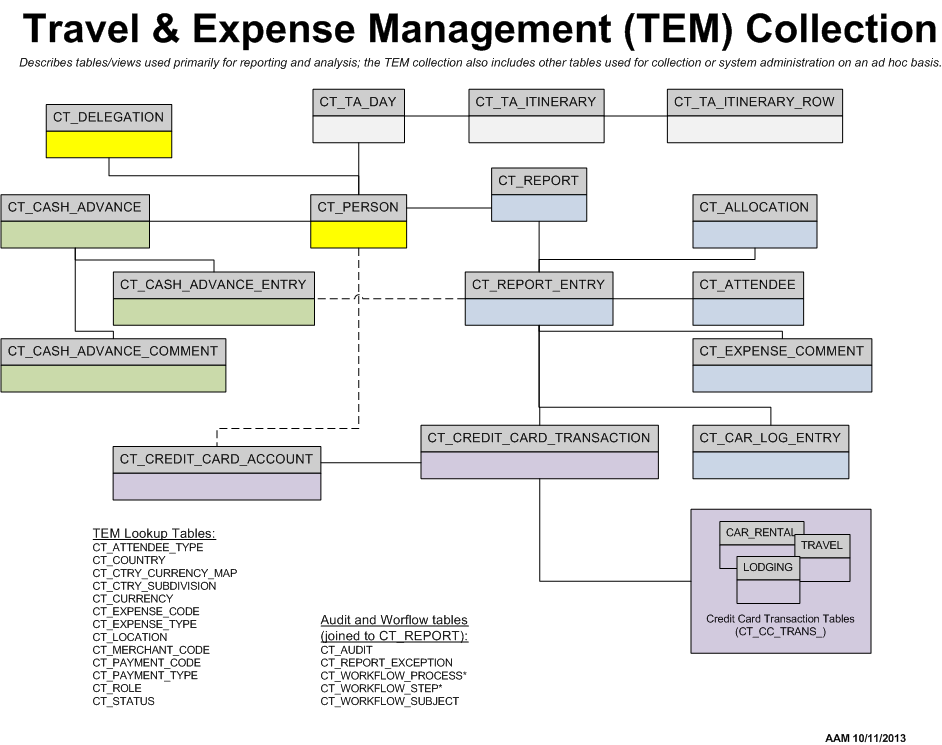 Travel & Expense Management (TEM) Collection
Describes tables/views used primarily for reporting and analysis; the TEM collection also includes other tables used for collection or system administration on an ad hoc basis.
CT_DELEGATION
CT_TA_DAY
CT_TA_ITINERARY
CT_TA_ITINERARY_ROW
CT_CASH_ADVANCE
CT_PERSON
CT_REPORT
CT_ALLOCATION
CT_CASH_ADVANCE_ENTRY
CT_REPORT_ENTRY
CT_ATTENDEE
CT_CASH_ADVANCE_COMMENT
CT_EXPENSE_COMMENT
CT_CREDIT_CARD_ACCOUNT
CT_CREDIT_CARD_TRANSACTION
CT_CAR_LOG_ENTRY
CAR_RENTAL
TRAVEL
LODGING
Credit Card Transaction Tables
(CT_CC_TRANS_)
TEM Lookup Tables:
CT_ATTENDEE_TYPE
CT_COUNTRY
CT_CTRY_CURRENCY_MAP
CT_CTRY_SUBDIVISION
CT_CURRENCY
CT_EXPENSE_CODE
CT_EXPENSE_TYPE
CT_LOCATION
CT_MERCHANT_CODE
CT_PAYMENT_CODE
CT_PAYMENT_TYPE
CT_ROLE
CT_STATUS
Audit and Worflow tables
(joined to CT_REPORT):
CT_AUDIT
CT_REPORT_EXCEPTION
CT_WORKFLOW_PROCESS*
CT_WORKFLOW_STEP*
CT_WORKFLOW_SUBJECT
AAM 10/11/2013